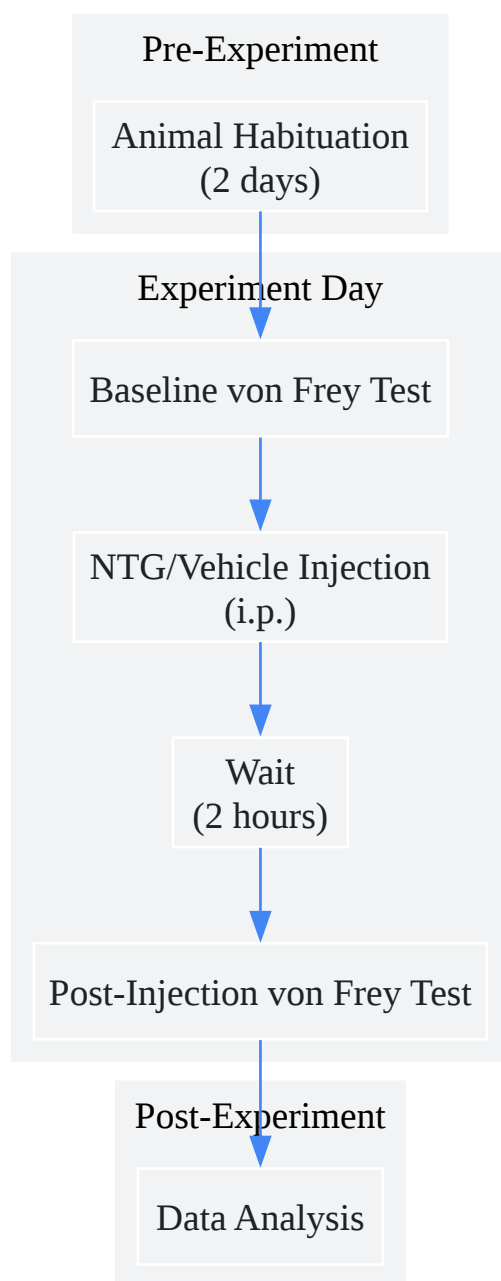 Pre-Experiment
Animal Habituation
(2 days)
Experiment Day
Baseline von Frey Test
NTG/Vehicle Injection
(i.p.)
Wait
(2 hours)
Post-Injection von Frey Test
Post-Experiment
Data Analysis